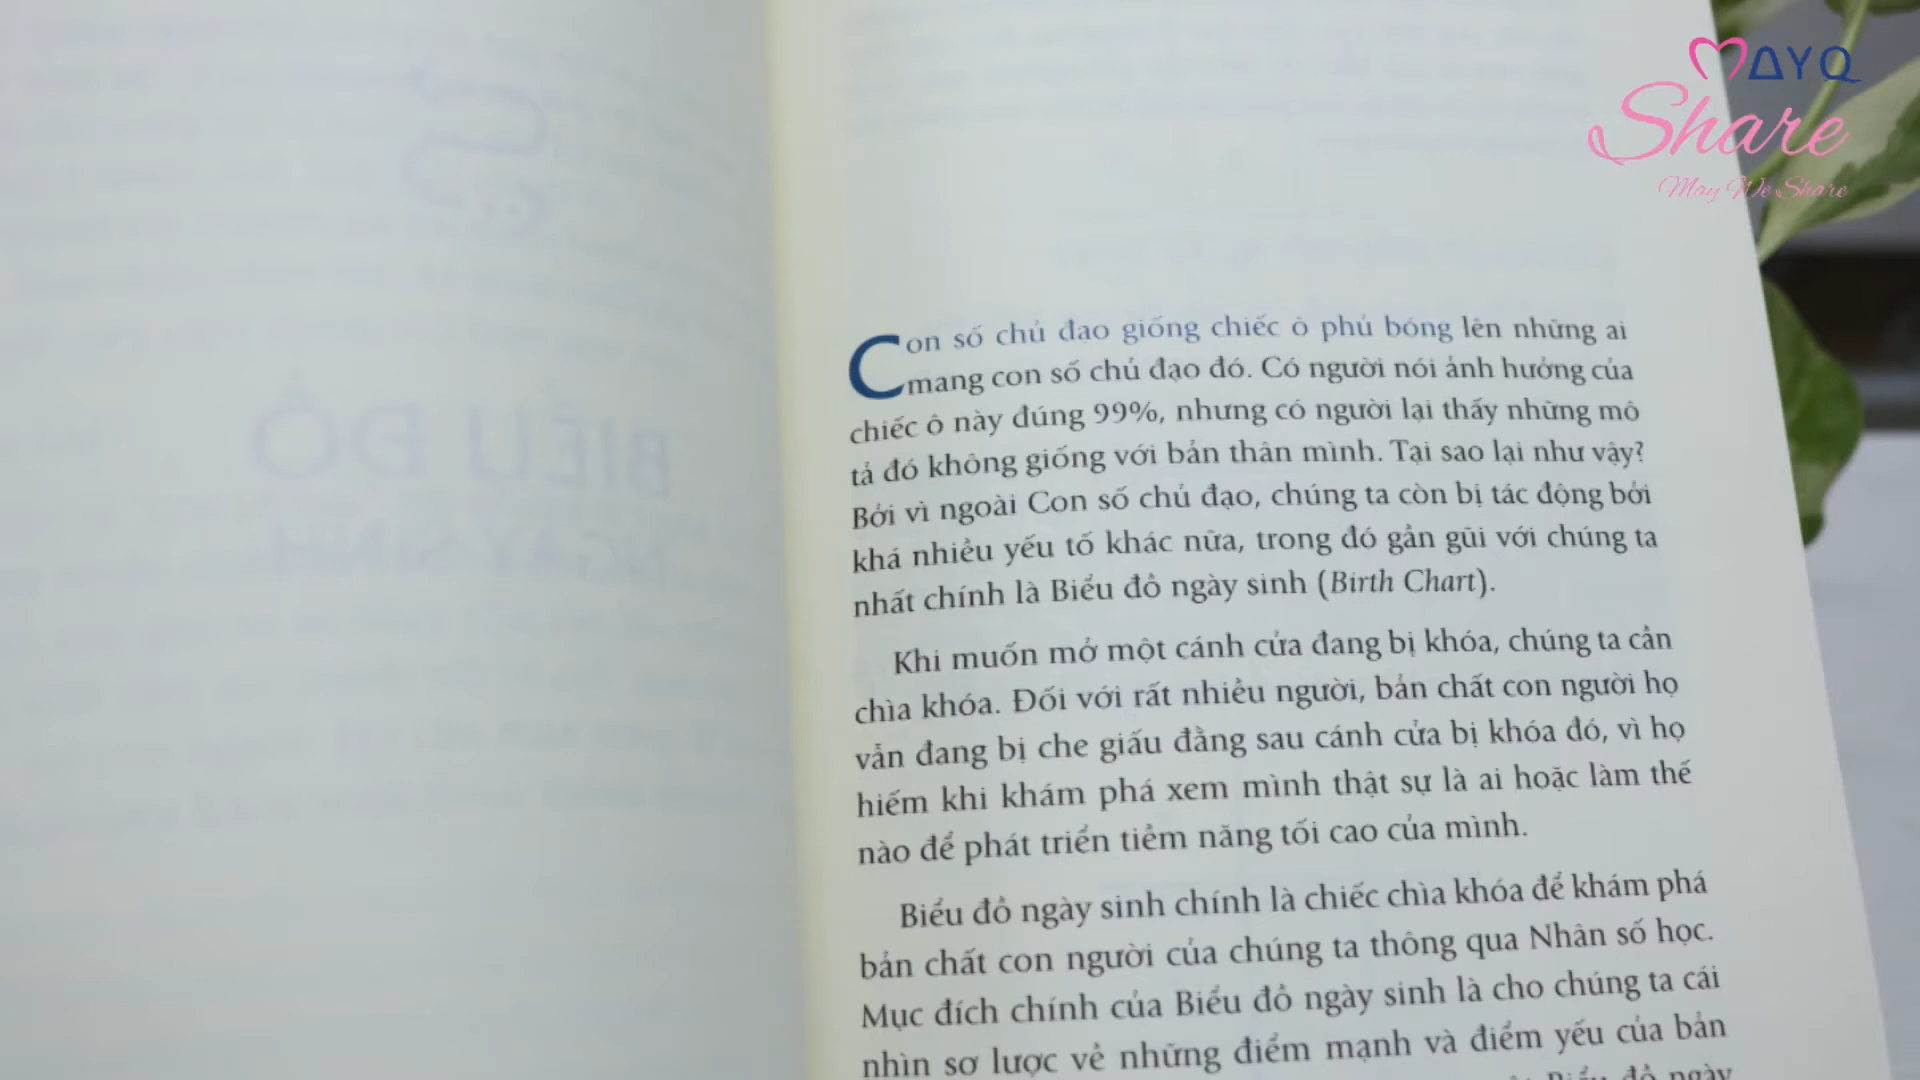 MAYQ
Share
May We Share
Con số chủ đạo giống chiếc ô phủ bóng lên những ai
mang con số chủ đạo đó. Có người nói ảnh hưởng của
chiếc ô này đúng 99%, nhưng có người lại thấy những mô
tả đó không giống với bản thân mình. Tại sao lại như vậy?
Bởi vì ngoài Con số chủ đạo, chúng ta còn bị tác động bởi
khá nhiều yếu tố khác nữa, trong đó gần gũi với chúng ta
nhất chính là Biểu đồ ngày sinh (Birth Chart).
Khi muốn mở một cánh cửa đang bị khóa, chúng ta cần
chìa khóa. Đối với rất nhiều người, bản chất con người họ
vẫn đang bị che giấu đằng sau cánh cửa bị khóa đó, vì họ
hiếm khi khám phá xem mình thật sự là ai hoặc làm thế
nào để phát triển tiềm năng tối cao của mình.
Biểu đồ ngày sinh chính là chiếc chìa khóa để khám phá
bản chất con người của chúng ta thông qua Nhân số học.
Mục đích chính của Biểu đồ ngày sinh là cho chúng ta cái
nhìn sơ lược về những điểm mạnh và điểm yếu của bản
Biểu đồ ngày
BIỂU ĐỒ
NGÀY SINH